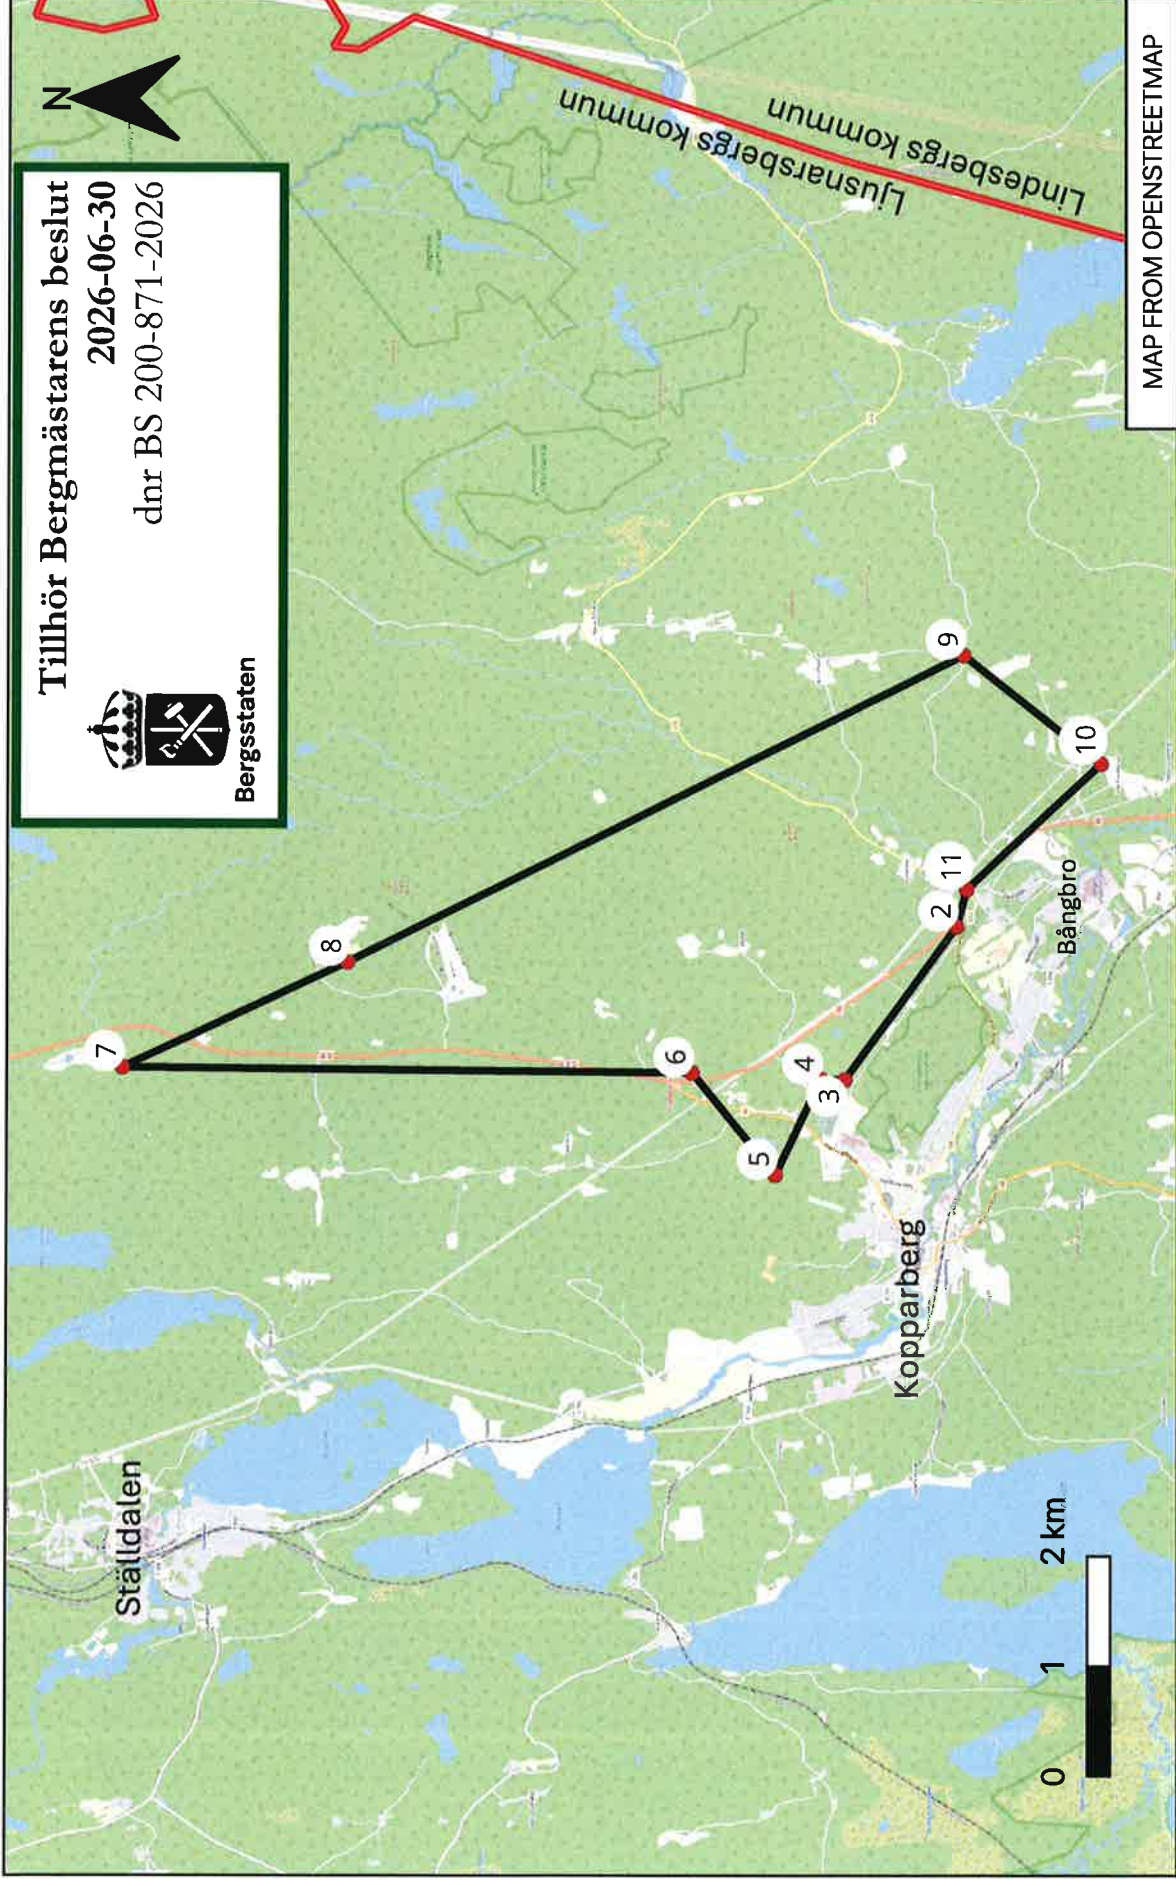 Tillhör Bergmästarens beslut
2026-06-30
dnr BS 200-871-2026
Bergsstaten
N
Ställdalen
Kopparberg
Bångbro
Ljusnarsbergs kommun
Lindesbergs kommun
7
8
6
5
4
3
2
11
9
10
0 1 2 km
MAP FROM OPENSTREETMAP